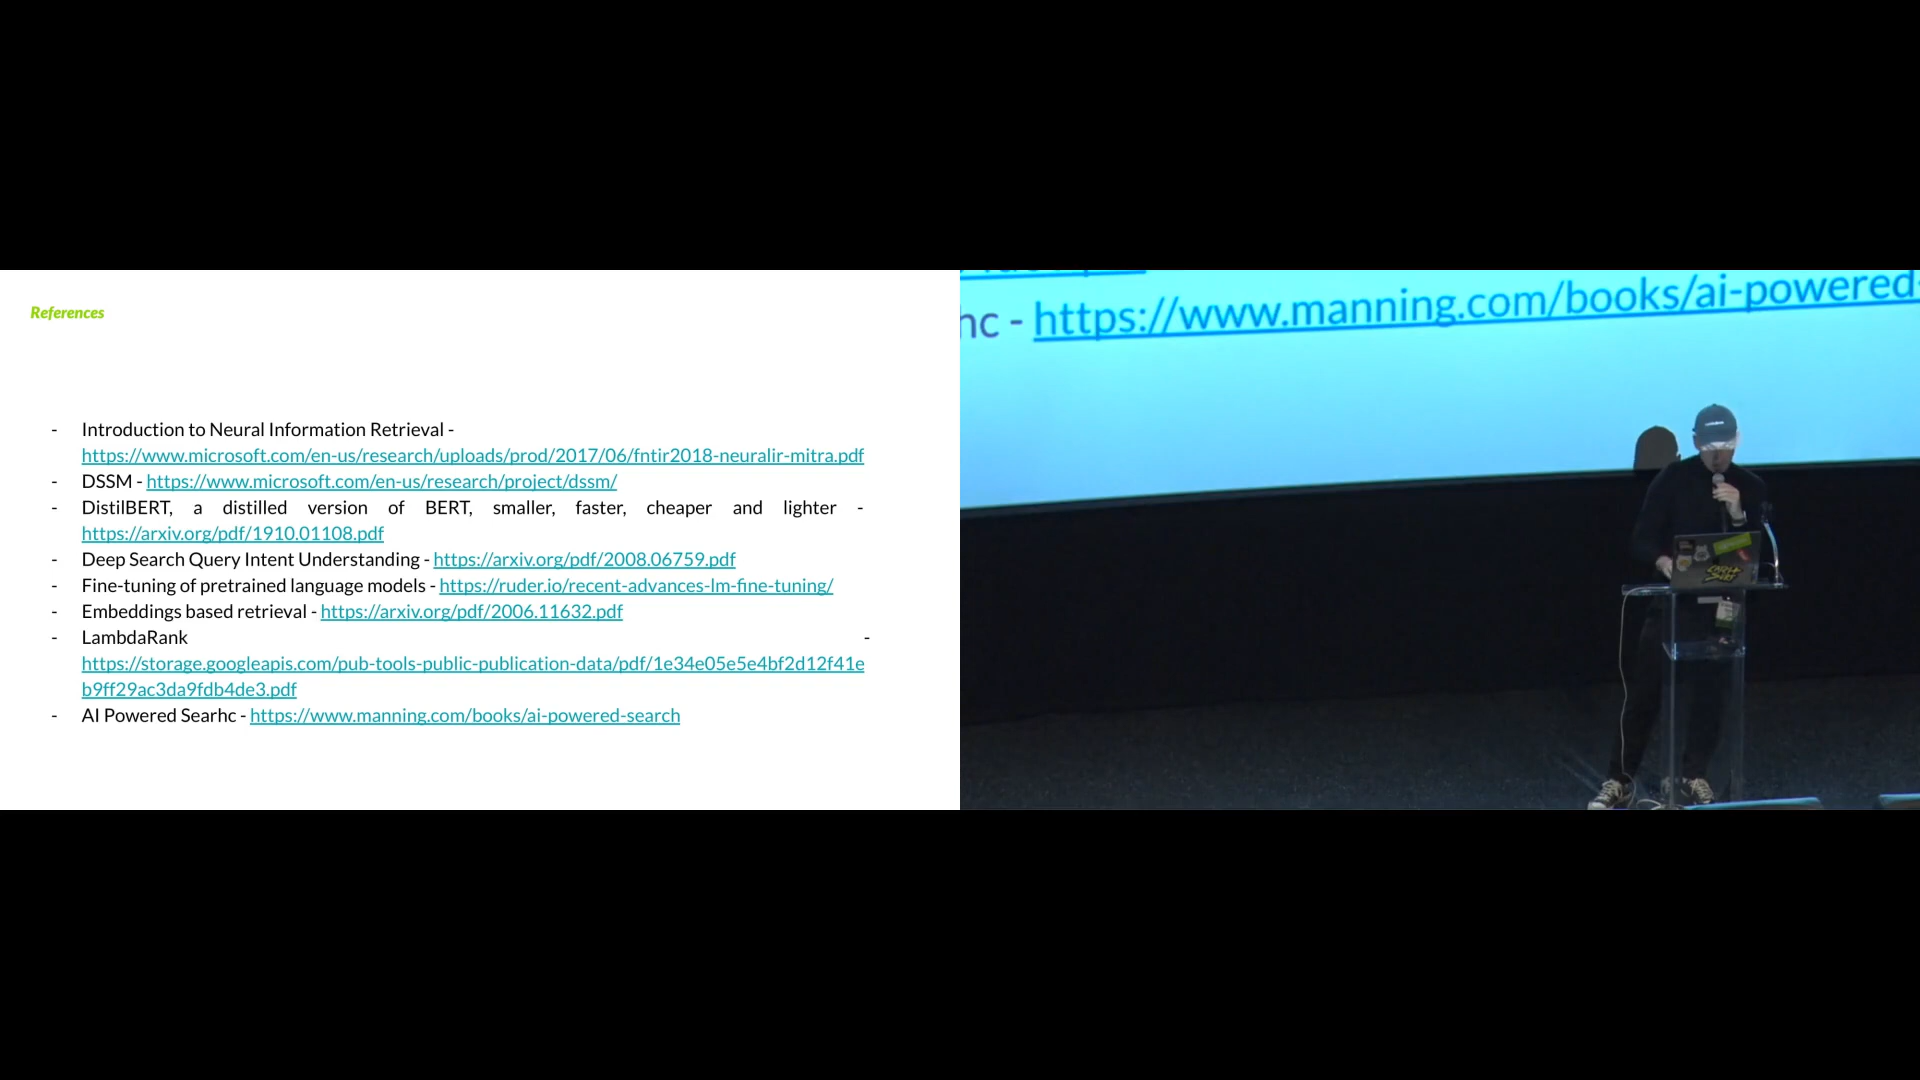 References
- Introduction to Neural Information Retrieval -
https://www.microsoft.com/en-us/research/uploads/prod/2017/06/fntir2018-neuralir-mitra.pdf
- DSSM - https://www.microsoft.com/en-us/research/project/dssm/
- DistilBERT, a distilled version of BERT, smaller, faster, cheaper and lighter -
https://arxiv.org/pdf/1910.01108.pdf
- Deep Search Query Intent Understanding - https://arxiv.org/pdf/2008.06759.pdf
- Fine-tuning of pretrained language models - https://ruder.io/recent-advances-lm-fine-tuning/
- Embeddings based retrieval - https://arxiv.org/pdf/2006.11632.pdf
- LambdaRank -
https://storage.googleapis.com/pub-tools-public-publication-data/pdf/1e34e05e5e4bf2d12f41e
b9ff29ac3da9fdb4de3.pdf
- AI Powered Searhc - https://www.manning.com/books/ai-powered-search
hc - https://www.manning.com/books/ai-powered-